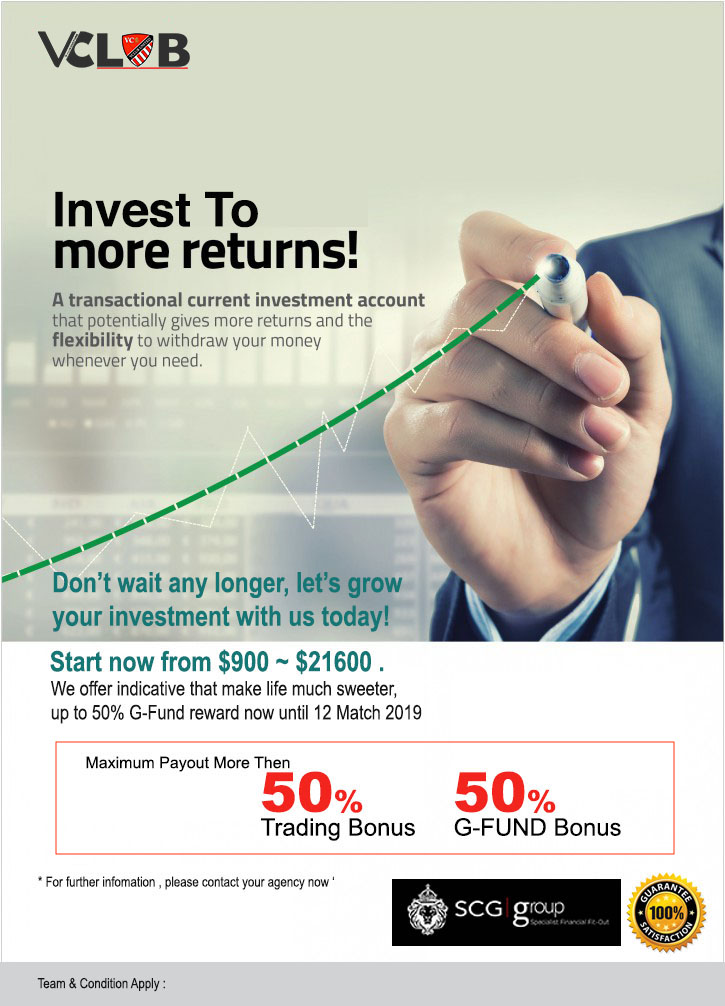 VCLUB
VC
Invest To
more returns!
A transactional current investment account
that potentially gives more returns and the
flexibility to withdraw your money
whenever you need.
Don't wait any longer, let's grow
your investment with us today!
Start now from $900 ~ $21600 .
We offer indicative that make life much sweeter,
up to 50% G-Fund reward now until 12 Match 2019
Maximum Payout More Then
50%
Trading Bonus
50%
G-FUND Bonus
* For further infomation , please contact your agency now '
SCG group
Specialist Financial Fit-Out
GUARANTEE
100%
SATISFACTION
Team & Condition Apply :